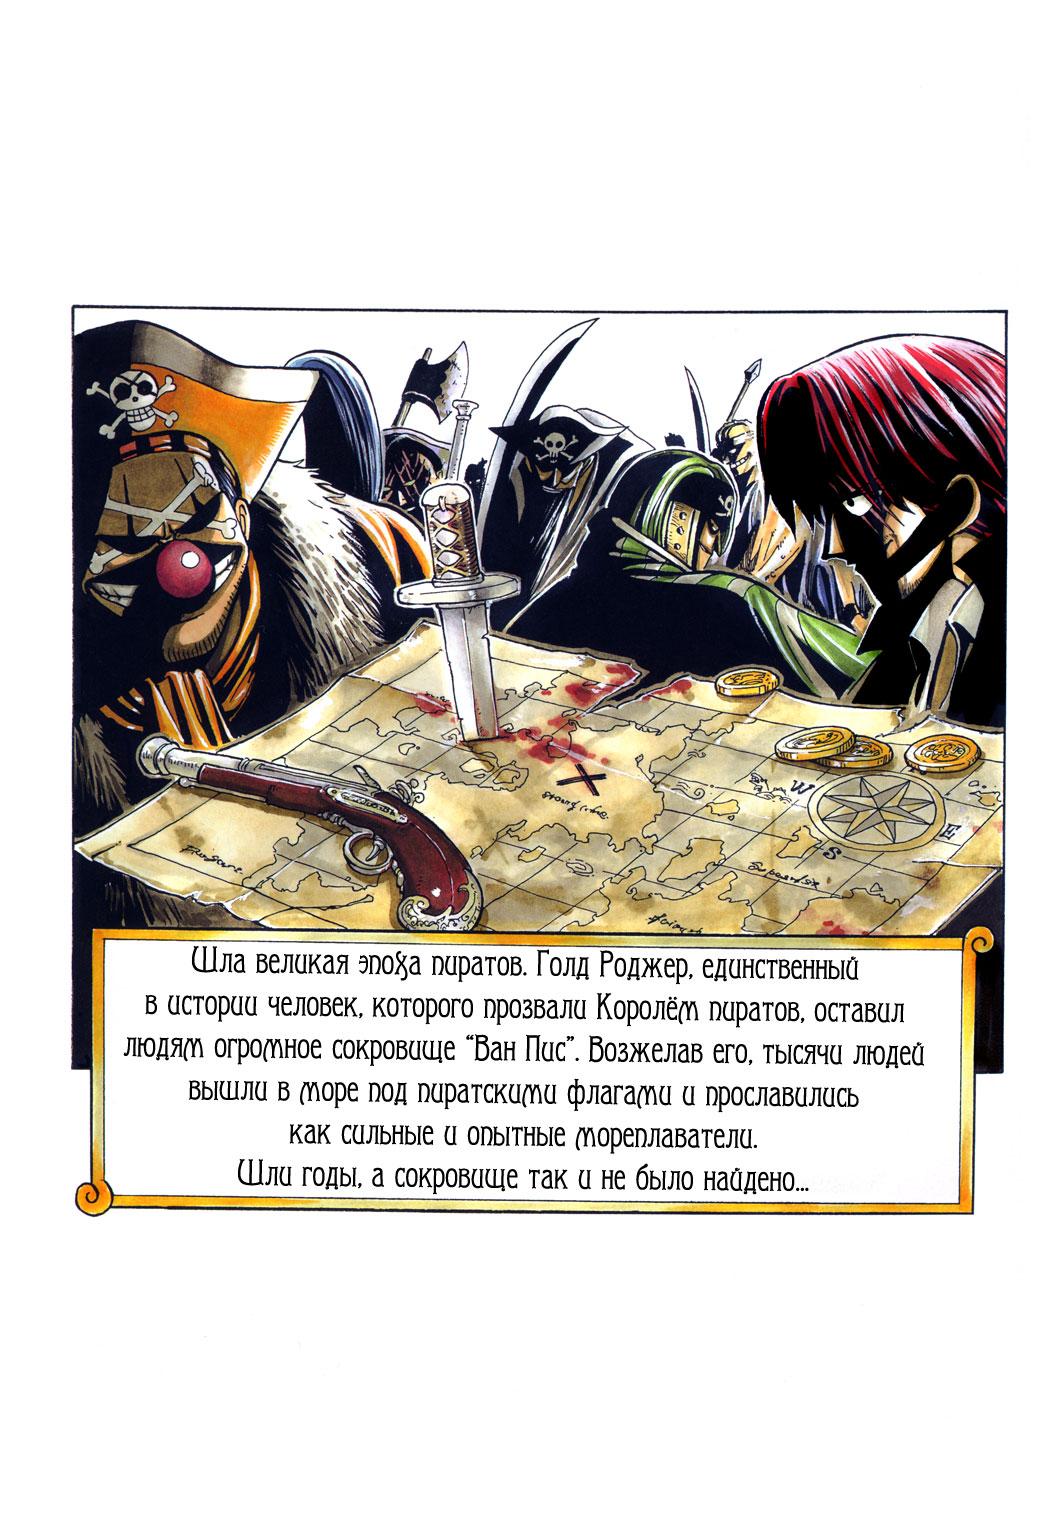 W
E
S
Шла великая эпоха пиратов. Голд Роджер, единственный
в истории человек, которого прозвали Королём пиратов, оставил
людям огромное сокровище “Ван Пис”. Возжелав его, тысячи людей
вышли в море под пиратскими флагами и прославились
как сильные и опытные мореплаватели.
Шли годы, а сокровище так и не было найдено...